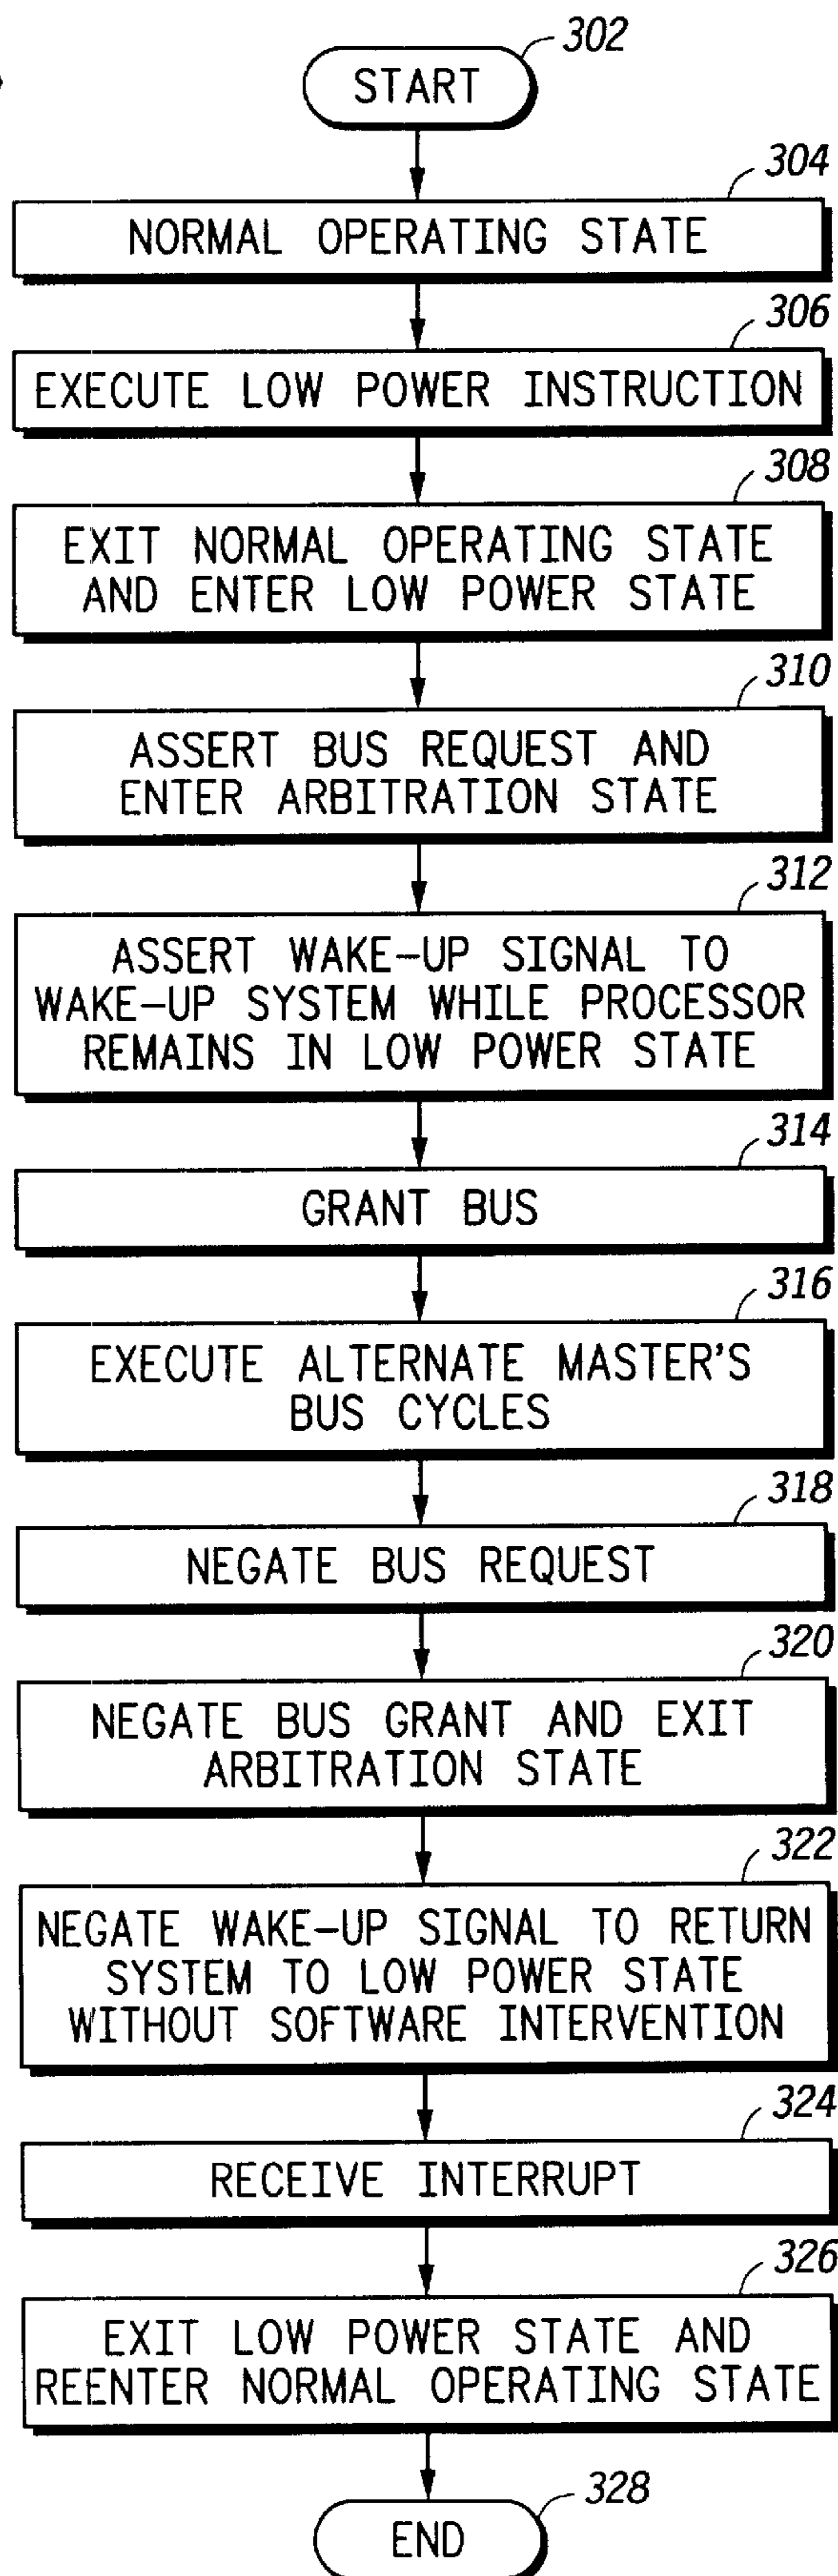 302
START
304
NORMAL OPERATING STATE
306
EXECUTE LOW POWER INSTRUCTION
308
EXIT NORMAL OPERATING STATE
AND ENTER LOW POWER STATE
310
ASSERT BUS REQUEST AND
ENTER ARBITRATION STATE
312
ASSERT WAKE-UP SIGNAL TO
WAKE-UP SYSTEM WHILE PROCESSOR
REMAINS IN LOW POWER STATE
314
GRANT BUS
316
EXECUTE ALTERNATE MASTER'S
BUS CYCLES
318
NEGATE BUS REQUEST
320
NEGATE BUS GRANT AND EXIT
ARBITRATION STATE
322
NEGATE WAKE-UP SIGNAL TO RETURN
SYSTEM TO LOW POWER STATE
WITHOUT SOFTWARE INTERVENTION
324
RECEIVE INTERRUPT
326
EXIT LOW POWER STATE AND
REENTER NORMAL OPERATING STATE
328
END